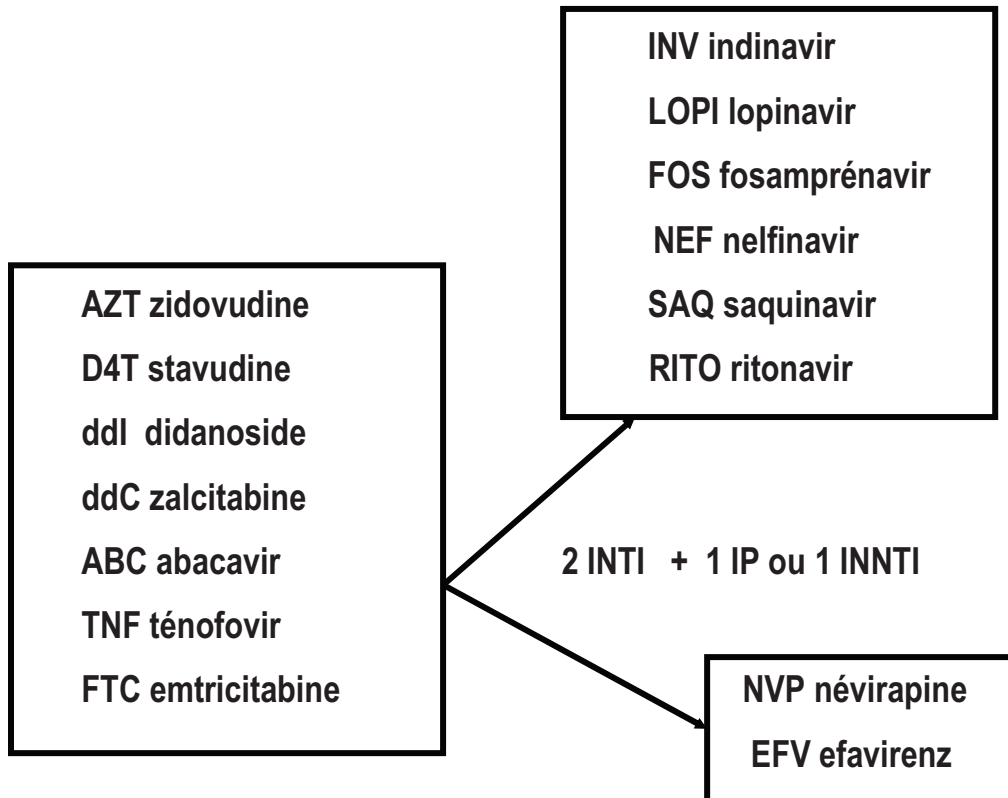 INV indinavir
LOPI lopinavir
FOS fosamprénavir
NEF nelfinavir
SAQ saquinavir
RITO ritonavir
AZT zidovudine
D4T stavudine
ddI didanoside
ddC zalcitabine
ABC abacavir
TNF ténofovir
FTC emtricitabine
2 INTI + 1 IP ou 1 INNTI
NVP névirapine
EFV efavirenz